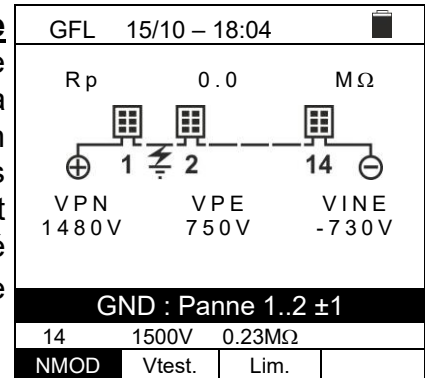 GFL 15/10 – 18:04
Rp 0.0 MΩ
1 2 14
VPN VPE VINE
1480V 750V -730V
GND : Panne 1..2 ±1
14 1500V 0.23MΩ
NMOD Vtest. Lim.